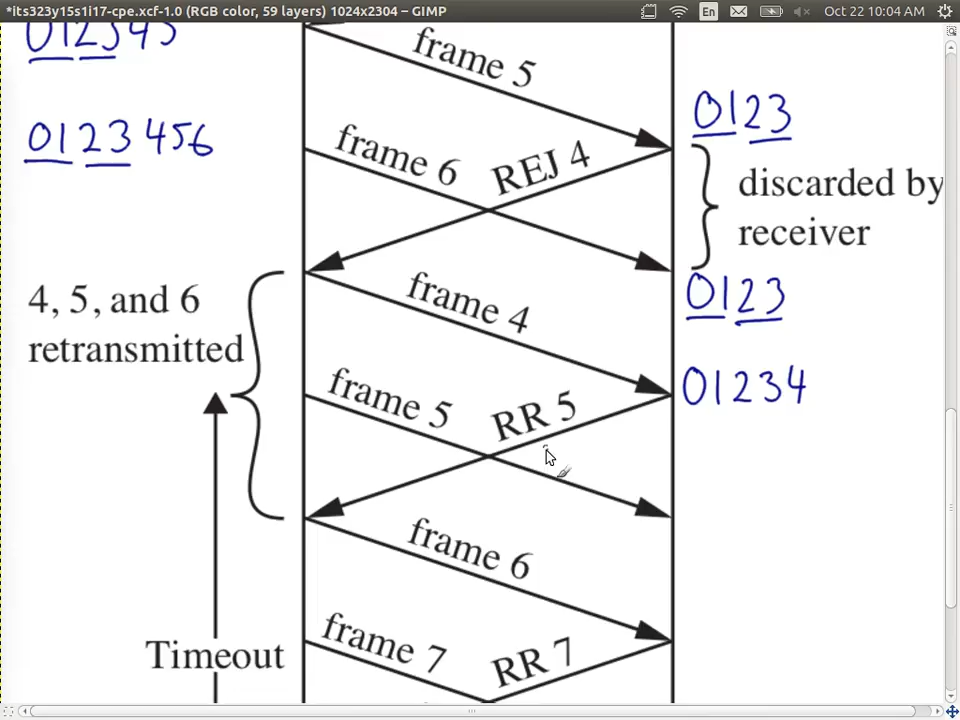 *its323y15s1i17-cpe.xcf-1.0 (RGB color, 59 layers) 1024x2304 – GIMP
En
Oct 22 10:04 AM
012345
frame 5
0123
0123456
frame 6
REJ 4
discarded by
receiver
0123
4, 5, and 6
retransmitted
frame 4
01234
frame 5
RR 5
frame 6
Timeout
frame 7
RR 7